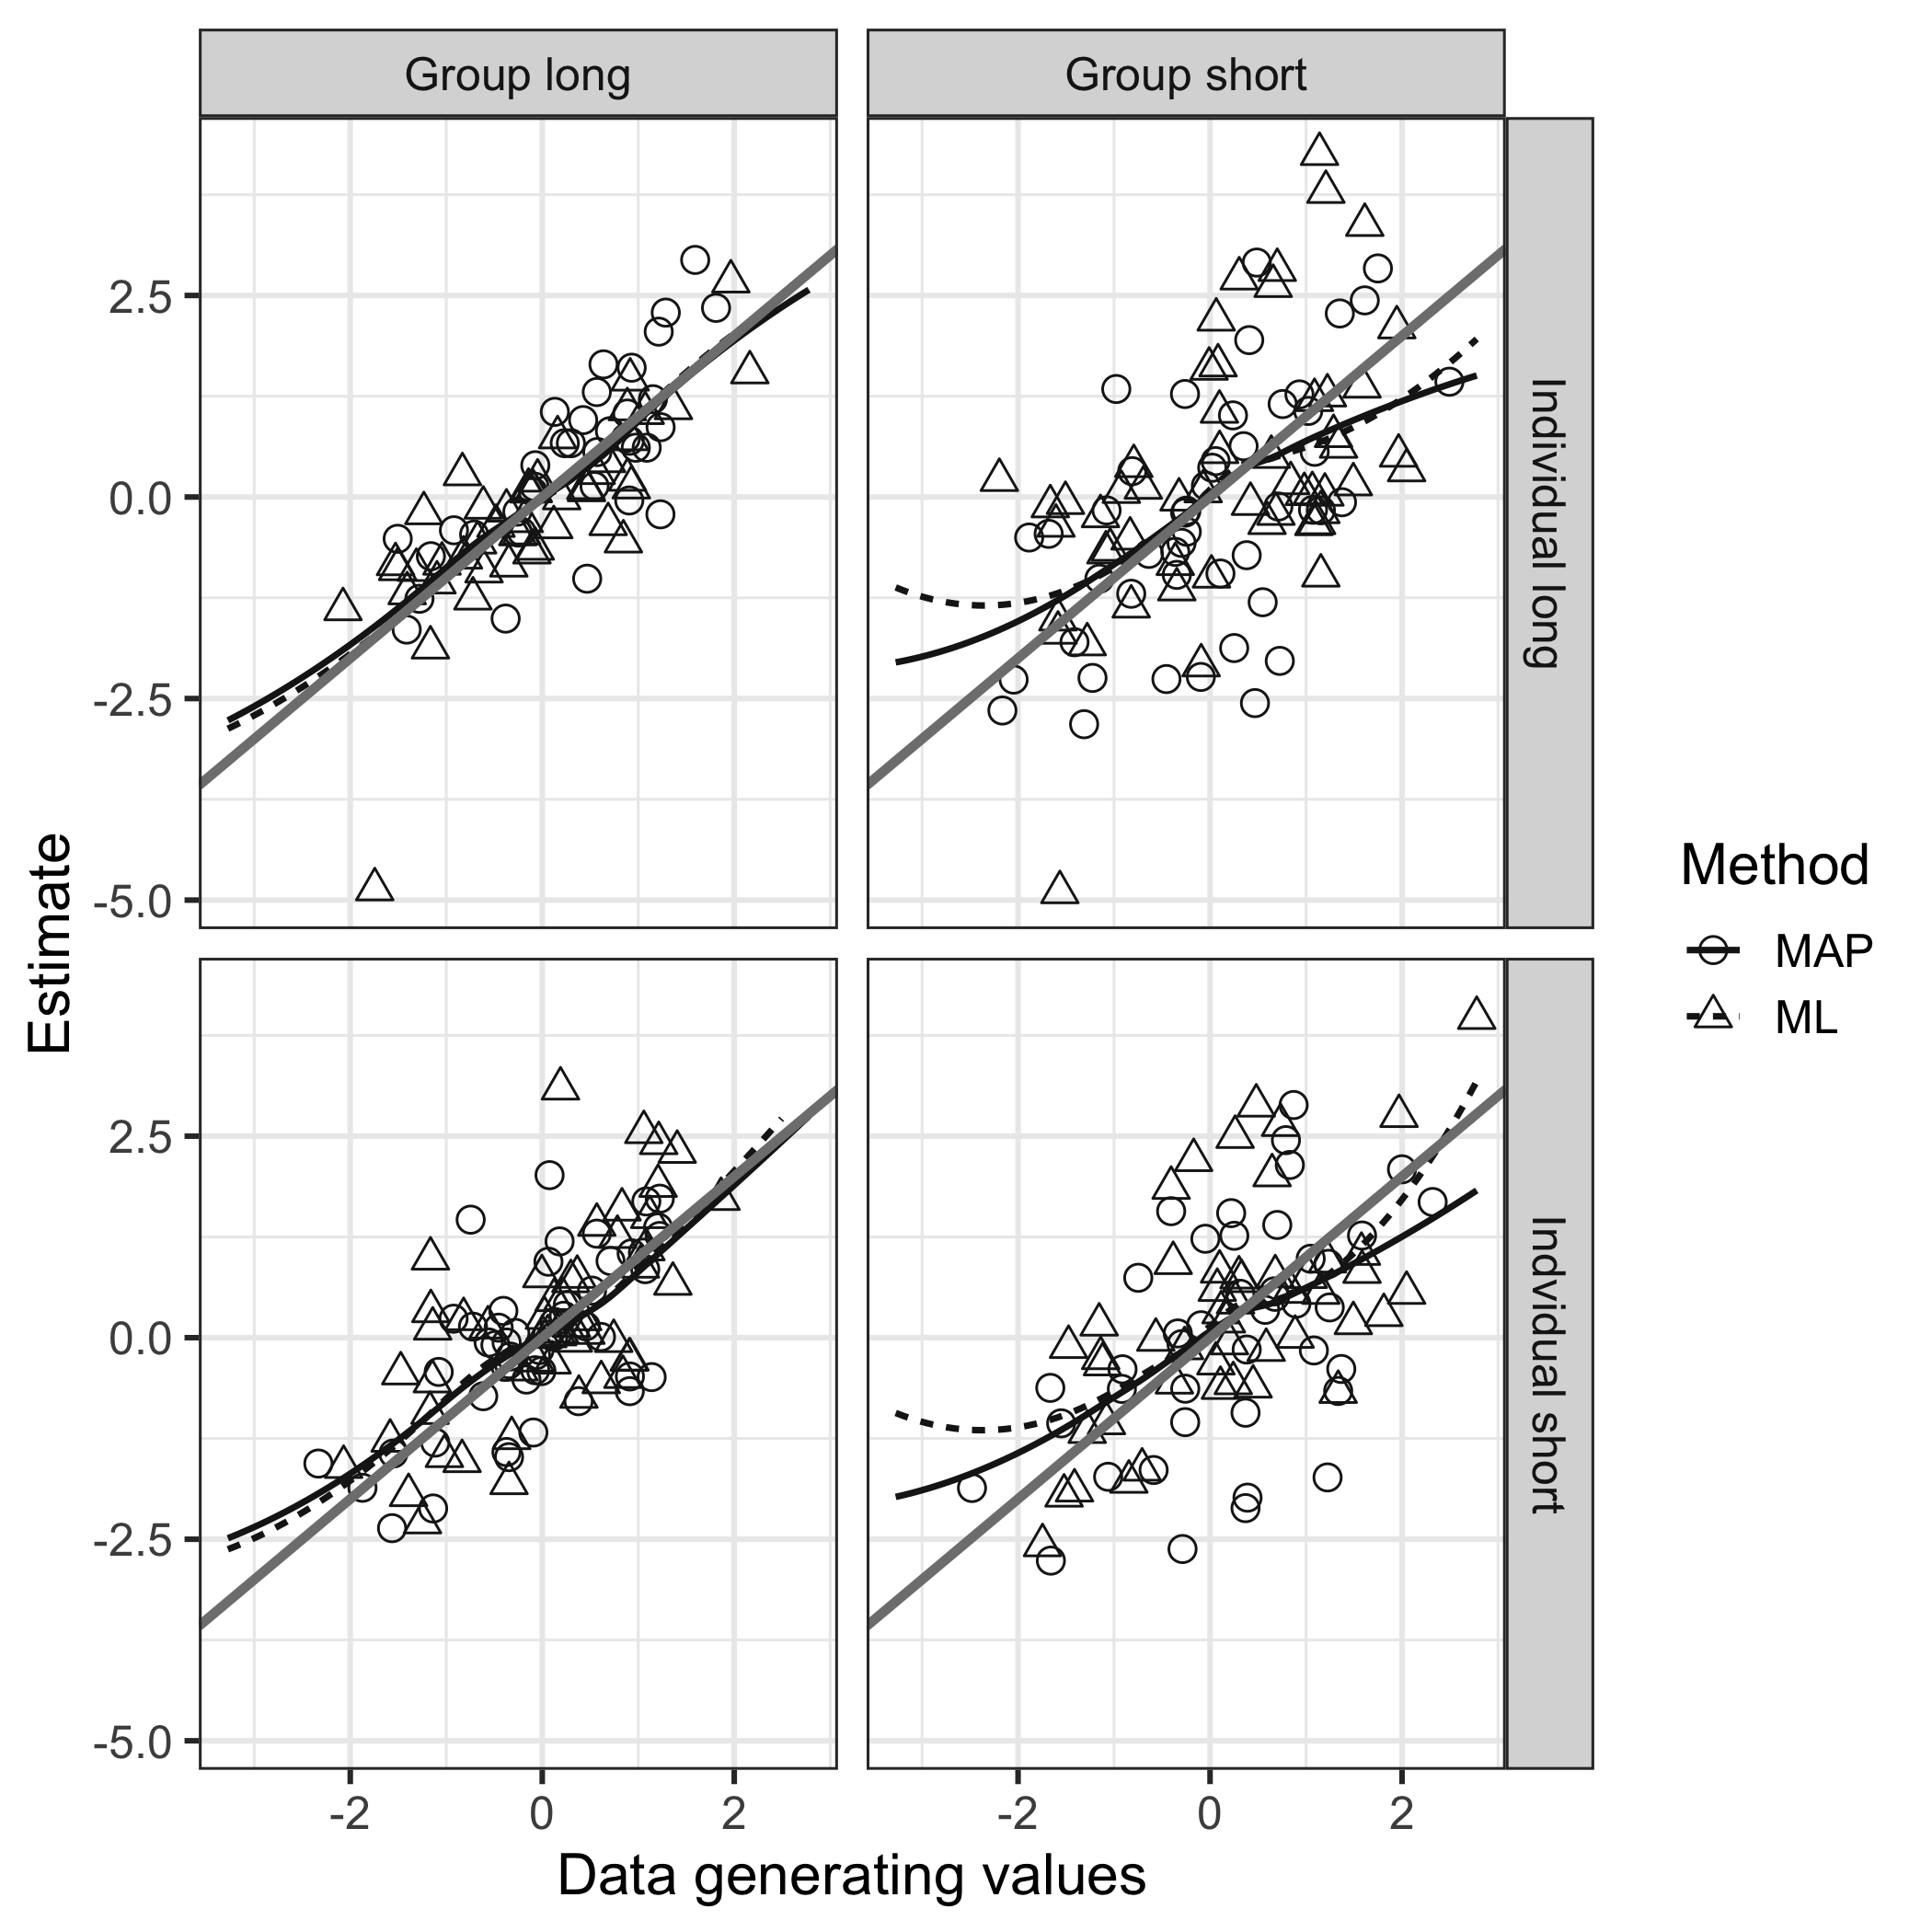 Group long
Group short
2.5
0.0
-2.5
-5.0
Individual long
Estimate
2.5
0.0
-2.5
-5.0
Indvidual short
Method
MAP
ML
-2 0 2
-2 0 2
Data generating values